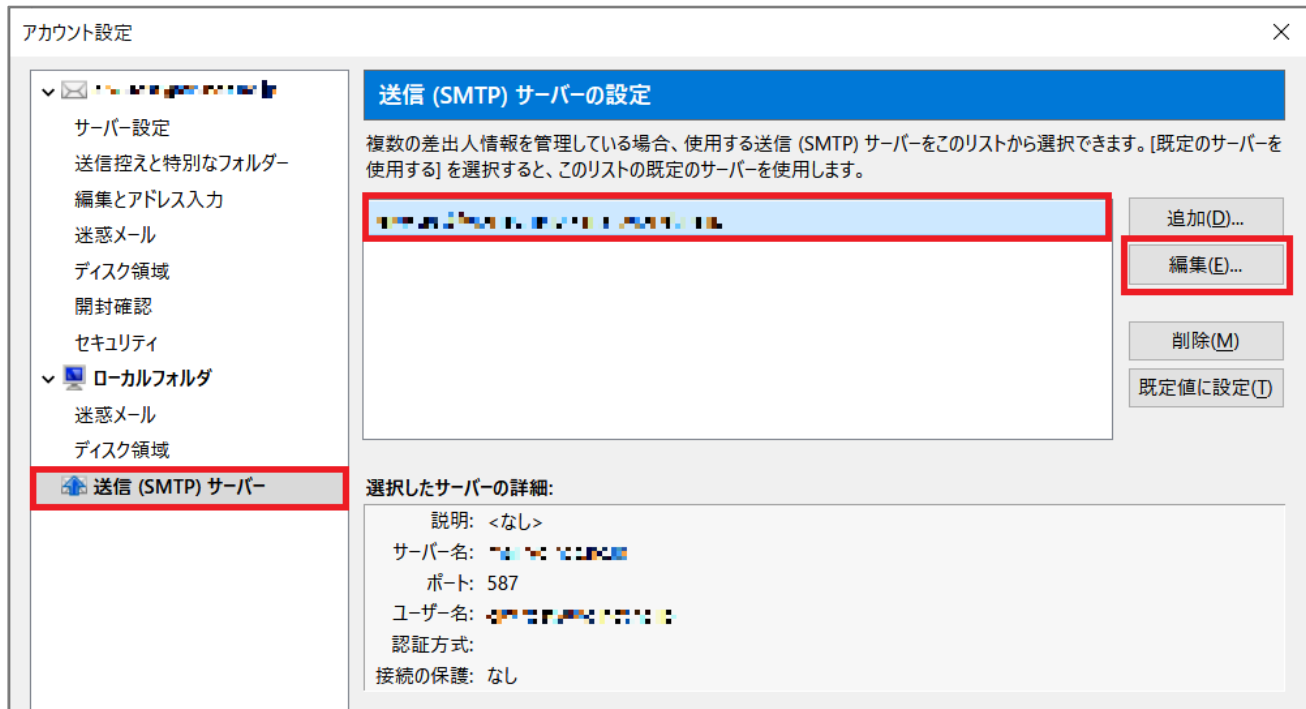 アカウント設定
サーバー設定
送信控えと特別なフォルダー
編集とアドレス入力
迷惑メール
ディスク領域
開封確認
セキュリティ
ローカルフォルダ
迷惑メール
ディスク領域
送信 (SMTP) サーバー
送信 (SMTP) サーバーの設定
複数の差出人情報を管理している場合、使用する送信 (SMTP) サーバーをこのリストから選択できます。[既定のサーバーを
使用する] を選択すると、このリストの既定のサーバーを使用します。
追加(D)...
編集(E)...
削除(M)
既定値に設定(T)
選択したサーバーの詳細:
説明: <なし>
サーバー名:
ポート: 587
ユーザー名:
認証方式:
接続の保護: なし